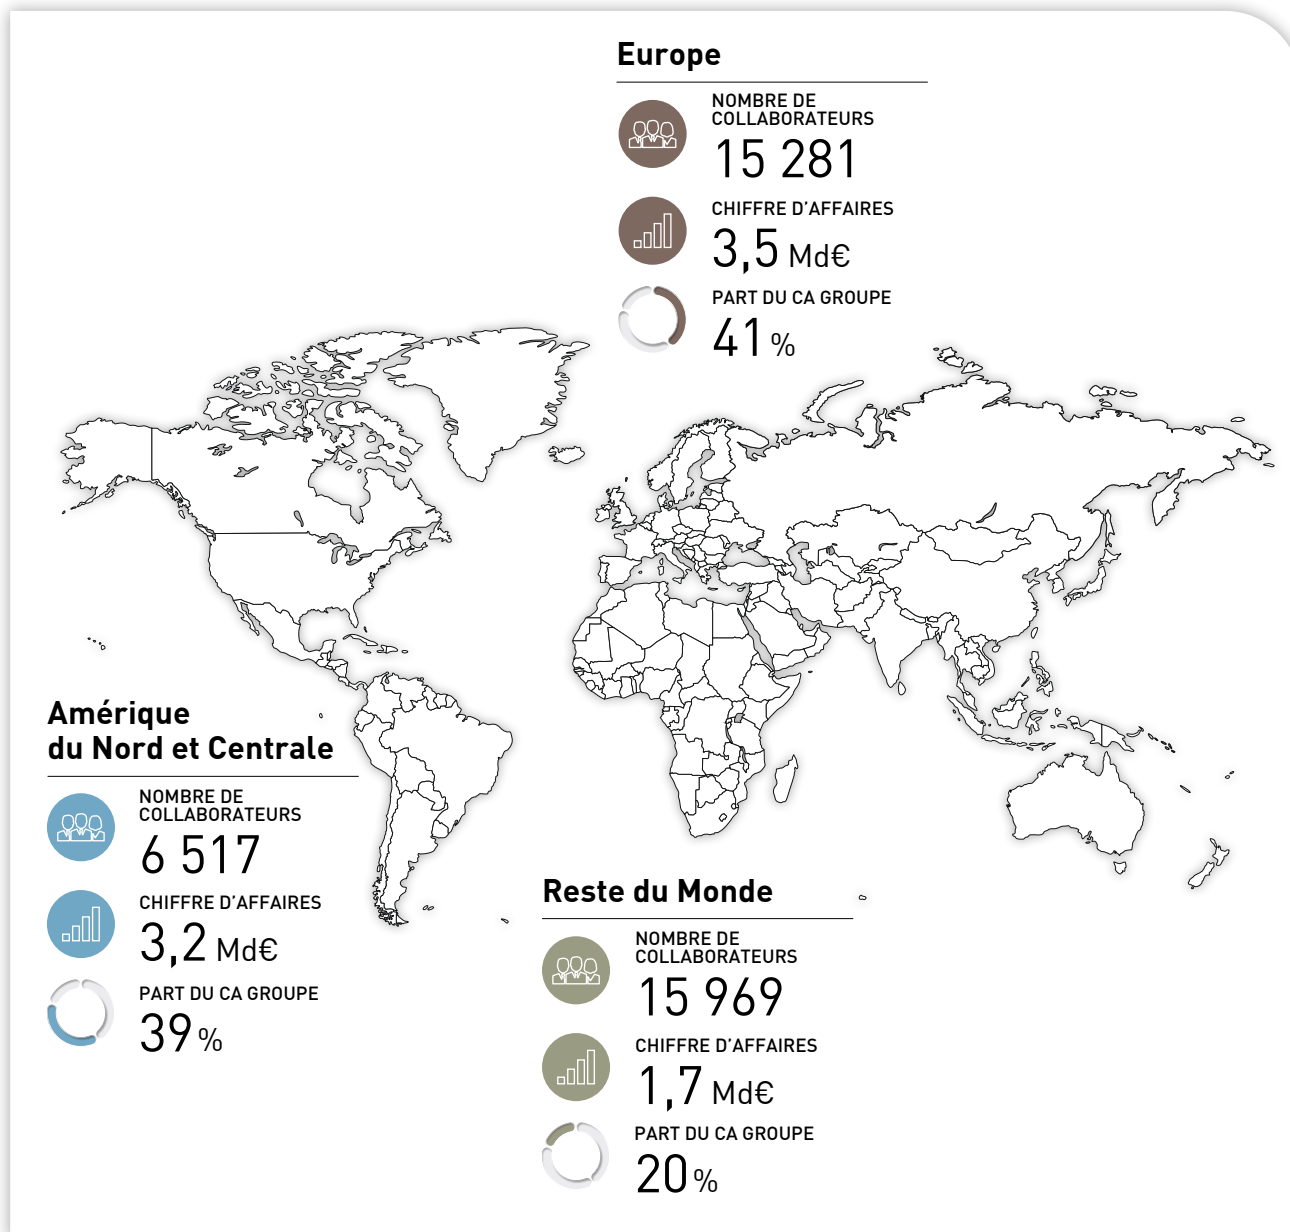 Europe
NOMBRE DE
COLLABORATEURS
15 281
CHIFFRE D’AFFAIRES
3,5 Md€
PART DU CA GROUPE
41 %
Amérique
du Nord et Centrale
NOMBRE DE
COLLABORATEURS
6 517
CHIFFRE D’AFFAIRES
3,2 Md€
PART DU CA GROUPE
39 %
Reste du Monde
NOMBRE DE
COLLABORATEURS
15 969
CHIFFRE D’AFFAIRES
1,7 Md€
PART DU CA GROUPE
20 %